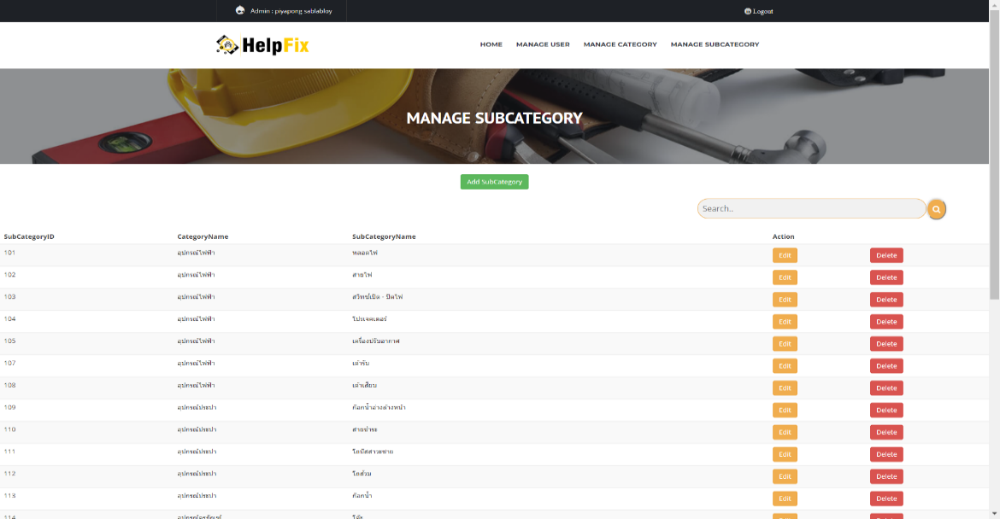 Admin : piyapong sablabloy
Logout
HelpFix
HOME MANAGE USER MANAGE CATEGORY MANAGE SUBCATEGORY
MANAGE SUBCATEGORY
Add SubCategory
Search..
SubCategoryID CategoryName SubCategoryName Action
101 อุปกรณ์ไฟฟ้า หลอดไฟ Edit Delete
102 อุปกรณ์ไฟฟ้า สายไฟ Edit Delete
103 อุปกรณ์ไฟฟ้า สวิทช์เปิด - ปิดไฟ Edit Delete
104 อุปกรณ์ไฟฟ้า โปรเจคเตอร์ Edit Delete
105 อุปกรณ์ไฟฟ้า เครื่องปรับอากาศ Edit Delete
107 อุปกรณ์ไฟฟ้า เต้ารับ Edit Delete
108 อุปกรณ์ไฟฟ้า เต้าเสียบ Edit Delete
109 อุปกรณ์ประปา ก๊อกน้ำอ่างล้างหน้า Edit Delete
110 อุปกรณ์ประปา สายชำระ Edit Delete
111 อุปกรณ์ประปา โถปัสสาวะชาย Edit Delete
112 อุปกรณ์ประปา โถส้วม Edit Delete
113 อุปกรณ์ประปา ก๊อกน้ำ Edit Delete
114 โต๊ะ Edit Delete